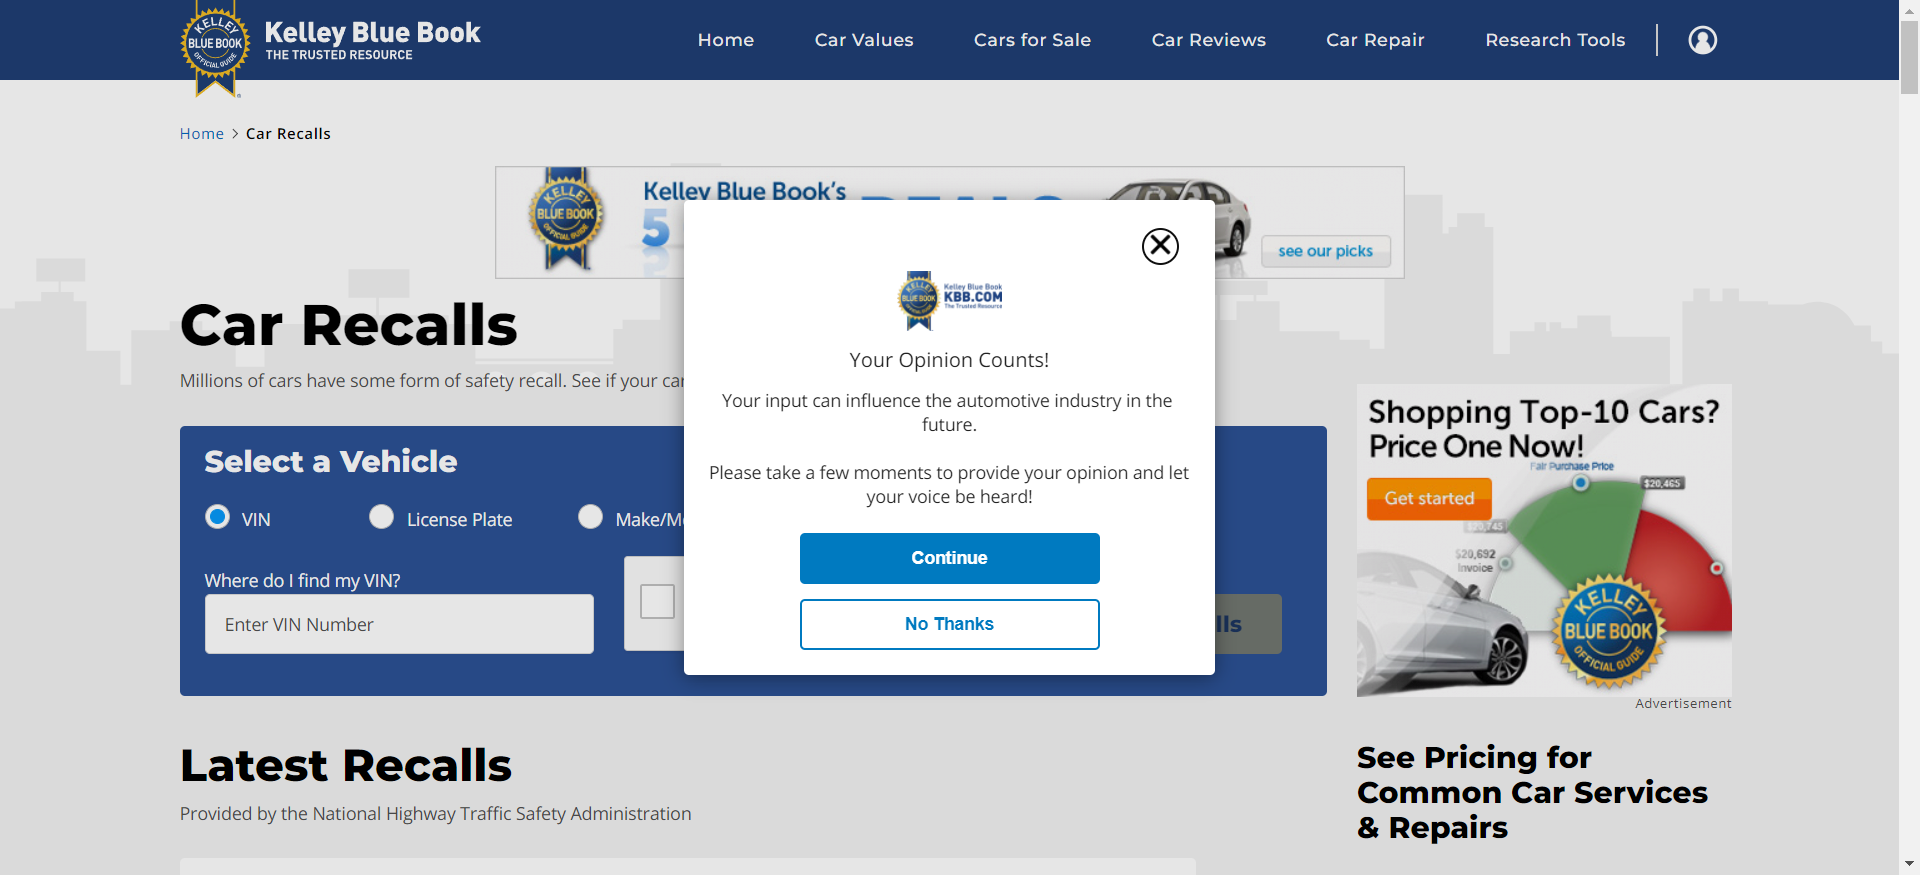 KELLEY
BLUE BOOK
OFFICIAL GUIDE
Kelley Blue Book
THE TRUSTED RESOURCE
Home
Car Values
Cars for Sale
Car Reviews
Car Repair
Research Tools
Home > Car Recalls
KELLEY
BLUE BOOK
OFFICIAL GUIDE
Kelley Blue Book's
5
see our picks
Car Recalls
Millions of cars have some form of safety recall. See if your car
Select a Vehicle
VIN
License Plate
Where do I find my VIN?
Enter VIN Number
KELLEY
BLUE BOOK
Kelley Blue Book
KBB.COM
The Trusted Resource
Your Opinion Counts!
Your input can influence the automotive industry in the
future.
Please take a few moments to provide your opinion and let
your voice be heard!
Continue
No Thanks
Shopping Top-10 Cars?
Price One Now!
Fair Purchase Price
$20,465
Get started
$20,745
$20,692
Invoice
KELLEY
BLUE BOOK
OFFICIAL GUIDE
Advertisement
Latest Recalls
Provided by the National Highway Traffic Safety Administration
See Pricing for
Common Car Services
& Repairs